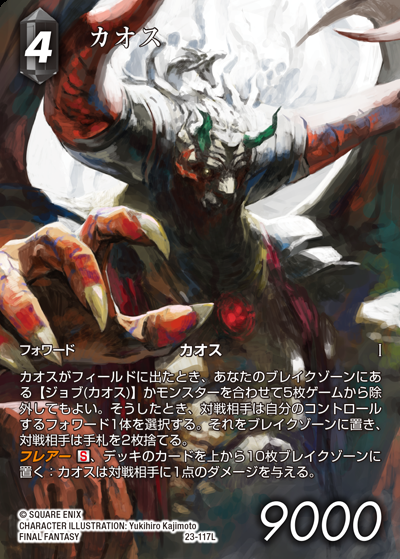 4
カオス
フォワード
カオス
I
カオスがフィールドに出たとき、あなたのブレイクゾーンにあ
る【ジョブ(カオス)】かモンスターを合わせて5枚ゲームから除
外してもよい。そうしたとき、対戦相手は自分のコントロール
するフォワード1体を選択する。それをブレイクゾーンに置き、
対戦相手は手札を2枚捨てる。
フレアー S、デッキのカードを上から10枚ブレイクゾーン
に置く:カオスは対戦相手に1点のダメージを与える。
© SQUARE ENIX
CHARACTER ILLUSTRATION: Yukihiro Kajimoto
FINAL FANTASY
23-117L
9000